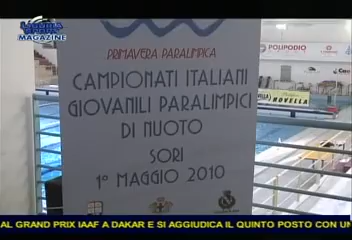 LIGURIA SPORT
MAGAZINE
POLIPODIO
PRIMAVERA PARALIMPICA
CAMPIONATI ITALIANI
GIOVANILI PARALIMPICI
DI NUOTO
SORI
1° MAGGIO 2010
NOVELLA
AL GRAND PRIX IAAF A DAKAR E SI AGGIUDICA IL QUINTO POSTO CON UN